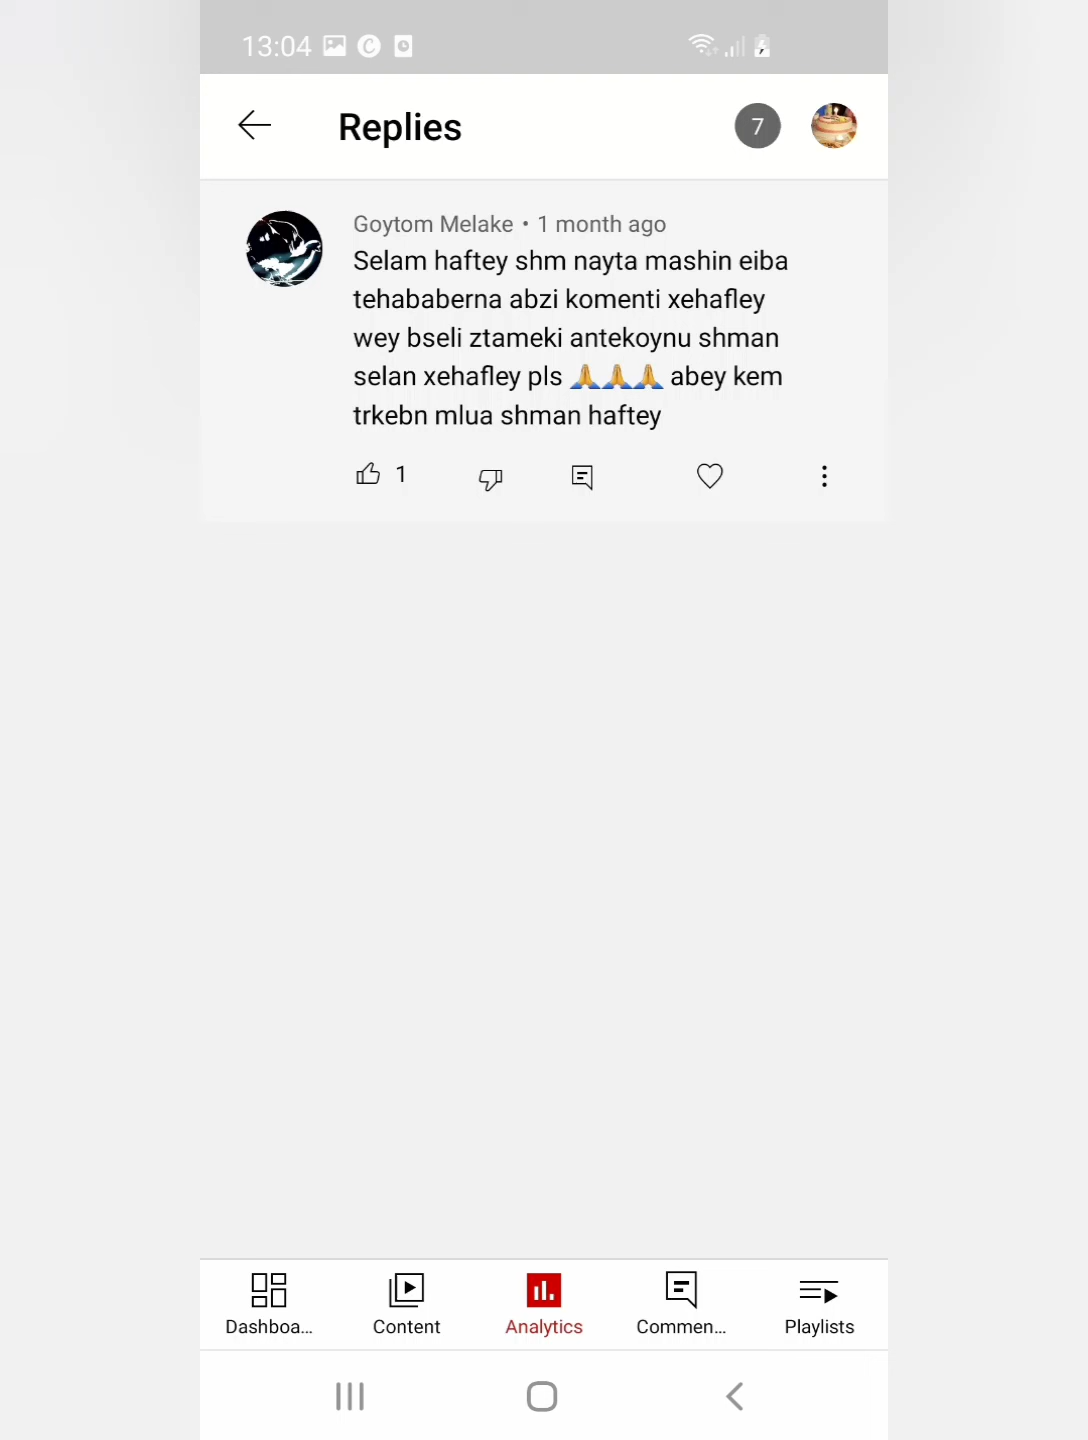 13:04
Replies
7
Goytom Melake • 1 month ago
Selam haftey shm nayta mashin eiba
tehababerna abzi komenti xehafley
wey bseli ztameki antekoynu shman
selan xehafley pls 🙏🙏🙏 abey kem
trkebn mlua shman haftey
1
Dashboa...
Content
Analytics
Commen...
Playlists